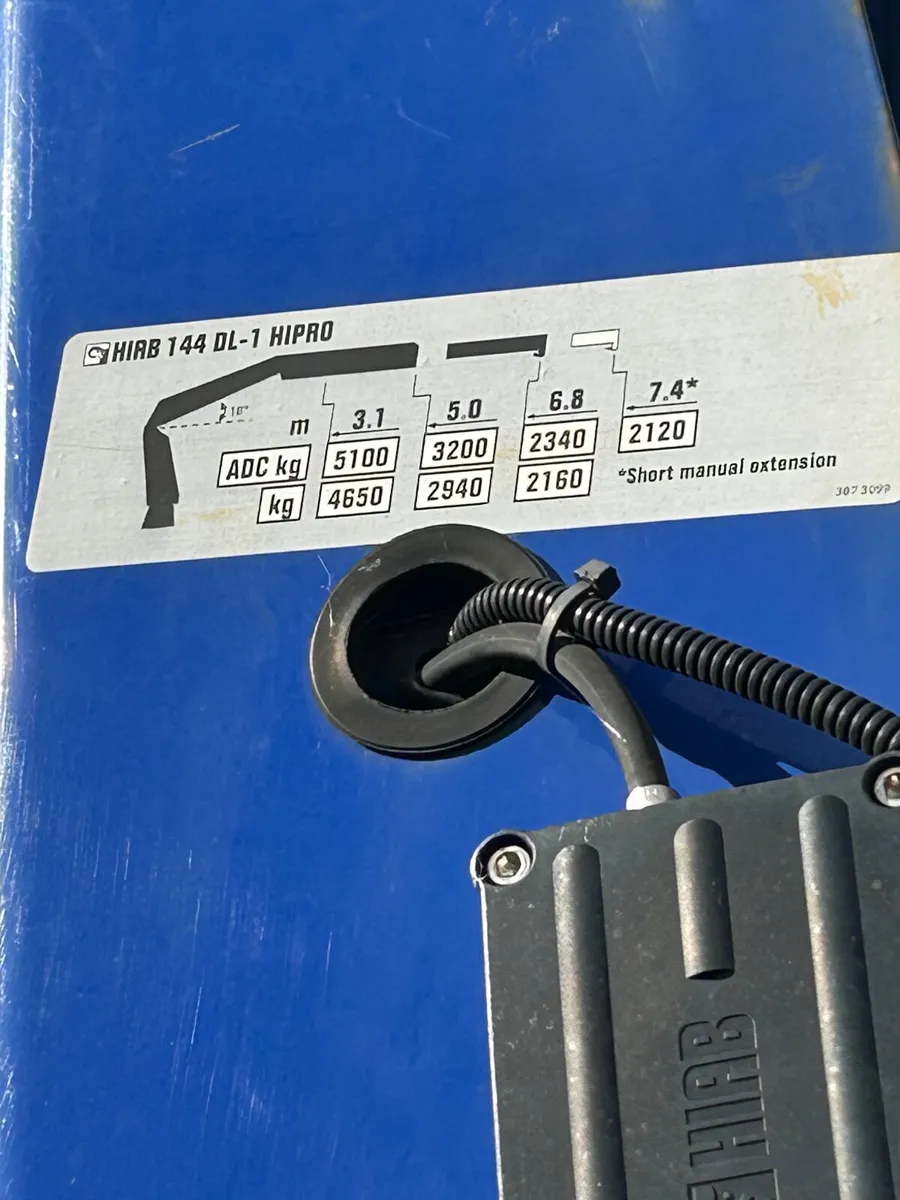 HIAB 144 DL-1 HIPRO
10°
m 3.1 5.0 6.8 7.4*
ADC kg 5100 3200 2340 2120
kg 4650 2940 2160
*Short manual extension
HIAB